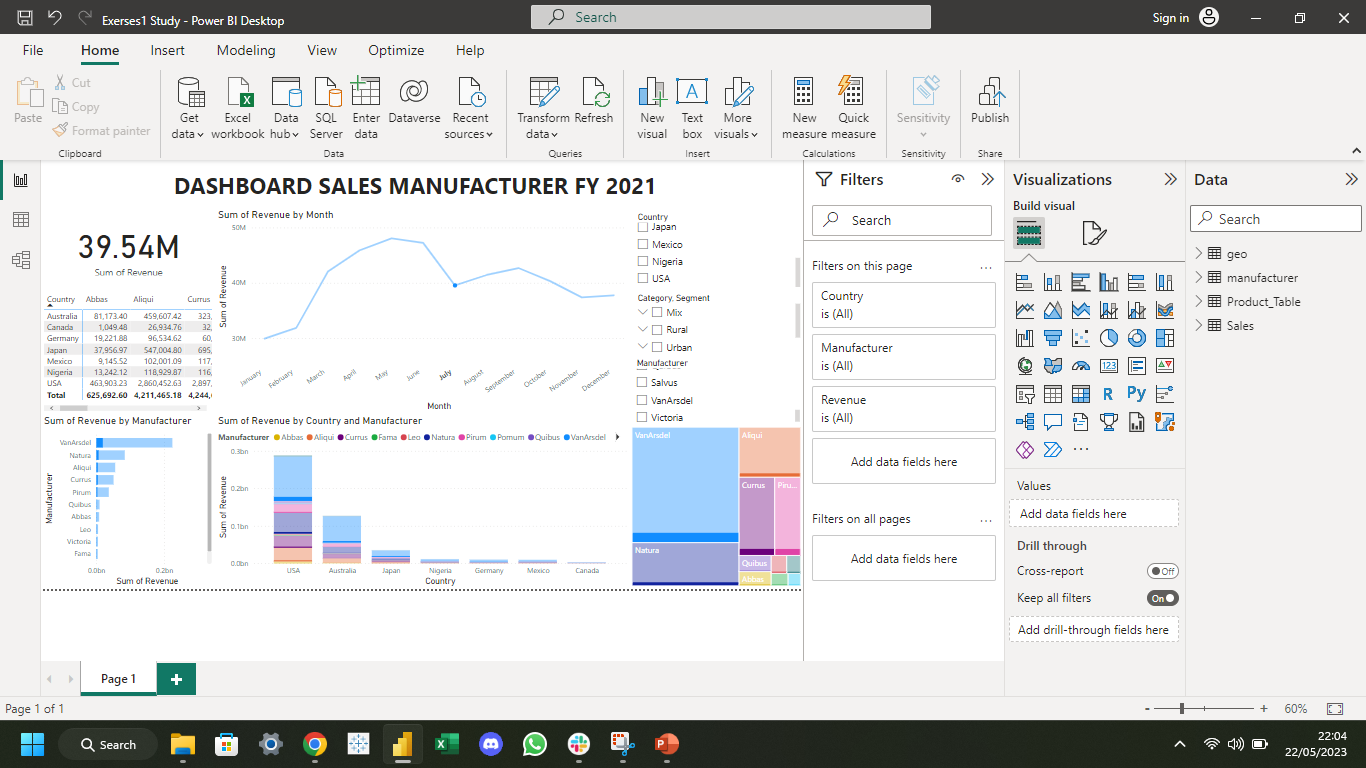 Exerses1 Study - Power BI Desktop
Search
Sign in
File Home Insert Modeling View Optimize Help
Paste
Cut
Copy
Format painter
Clipboard
Get data
Excel workbook
Data hub
SQL Server
Enter data
Dataverse
Recent sources
Data
Transform data
Refresh
Queries
New visual
Text box
More visuals
Insert
New measure
Quick measure
Calculations
Sensitivity
Sensitivity
Publish
Share
DASHBOARD SALES MANUFACTURER FY 2021
39.54M
Sum of Revenue
Country Abbas Aliqui Currus
Australia 81,173.40 459,607.42 323,
Canada 1,049.48 26,934.76 32,
Germany 19,221.88 96,534.62 60,
Japan 37,956.97 547,004.80 695,
Mexico 9,145.52 102,001.09 117,
Nigeria 13,242.12 118,929.87 116,
USA 463,903.23 2,860,452.63 2,897,
Total 625,692.60 4,211,465.18 4,244,
Sum of Revenue by Month
Sum of Revenue
50M
40M
30M
January February March April May June July August September October November December
Month
Country
Japan
Mexico
Nigeria
USA
Category, Segment
Mix
Rural
Urban
Manufacturer
Salvus
VanArsdel
Victoria
Sum of Revenue by Manufacturer
Manufacturer
VanArsdel
Natura
Aliqui
Currus
Pirum
Quibus
Abbas
Leo
Victoria
Fama
0.0bn 0.2bn
Sum of Revenue
Sum of Revenue by Country and Manufacturer
Manufacturer Abbas Aliqui Currus Fama Leo Natura Pirum Pomum Quibus VanArsdel
Sum of Revenue
0.3bn
0.2bn
0.1bn
0.0bn
USA Australia Japan Nigeria Germany Mexico Canada
Country
VanArsdel
Aliqui
Currus
Piru...
Natura
Quibus
Abbas
Filters
Search
Filters on this page
Country
is (All)
Manufacturer
is (All)
Revenue
is (All)
Add data fields here
Filters on all pages
Add data fields here
Visualizations
Build visual
123
R
Py
Values
Add data fields here
Drill through
Cross-report
Off
Keep all filters
On
Add drill-through fields here
Data
Search
geo
manufacturer
Product_Table
Sales
Page 1
Page 1 of 1
- + 60%
Search
22:04
22/05/2023